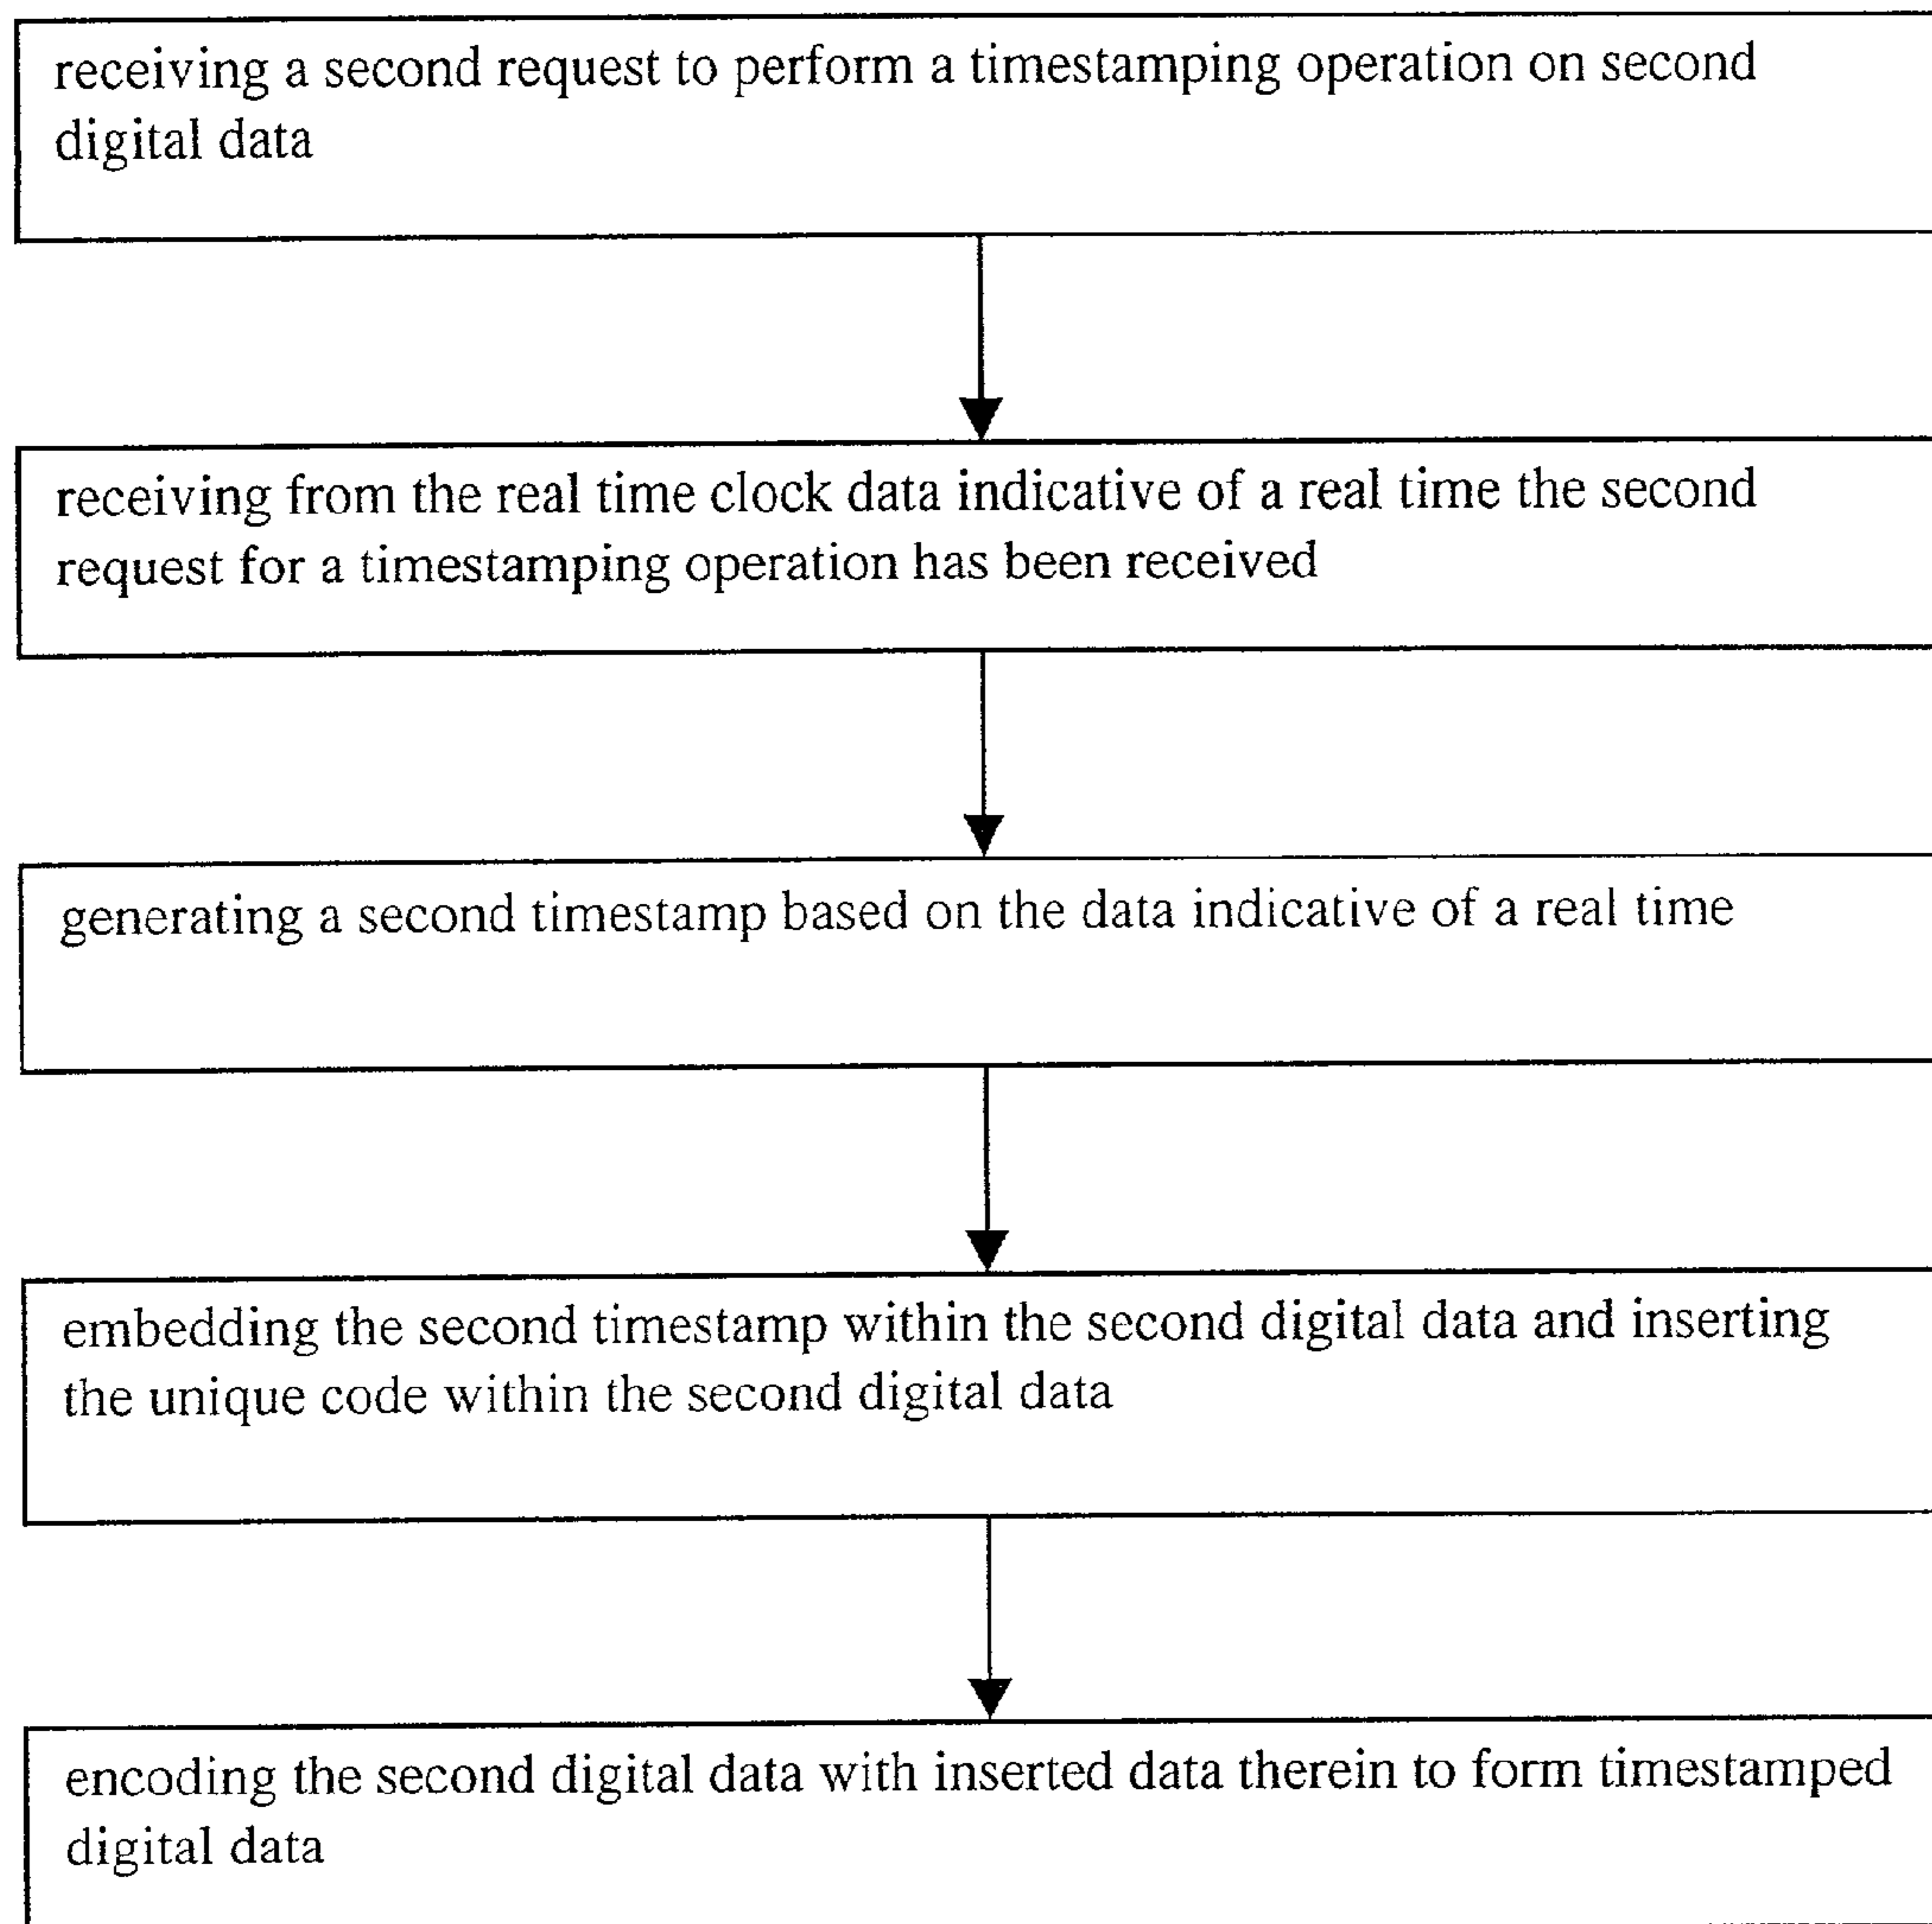 receiving a second request to perform a timestamping operation on second
digital data
receiving from the real time clock data indicative of a real time the second
request for a timestamping operation has been received
generating a second timestamp based on the data indicative of a real time
embedding the second timestamp within the second digital data and inserting
the unique code within the second digital data
encoding the second digital data with inserted data therein to form timestamped
digital data